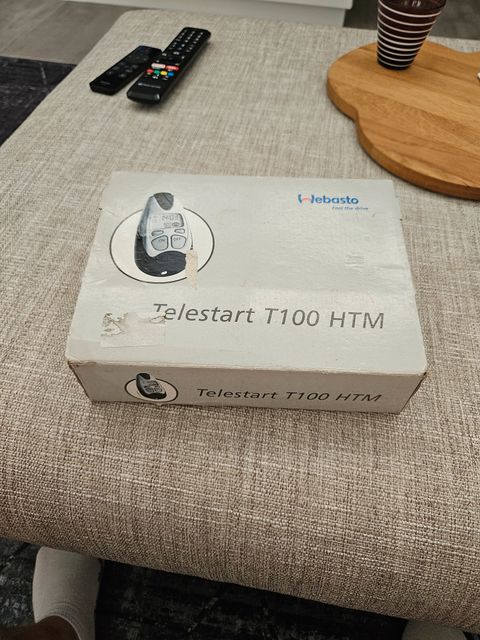 Webasto
Feel the drive
Telestart T100 HTM
Telestart T100 HTM